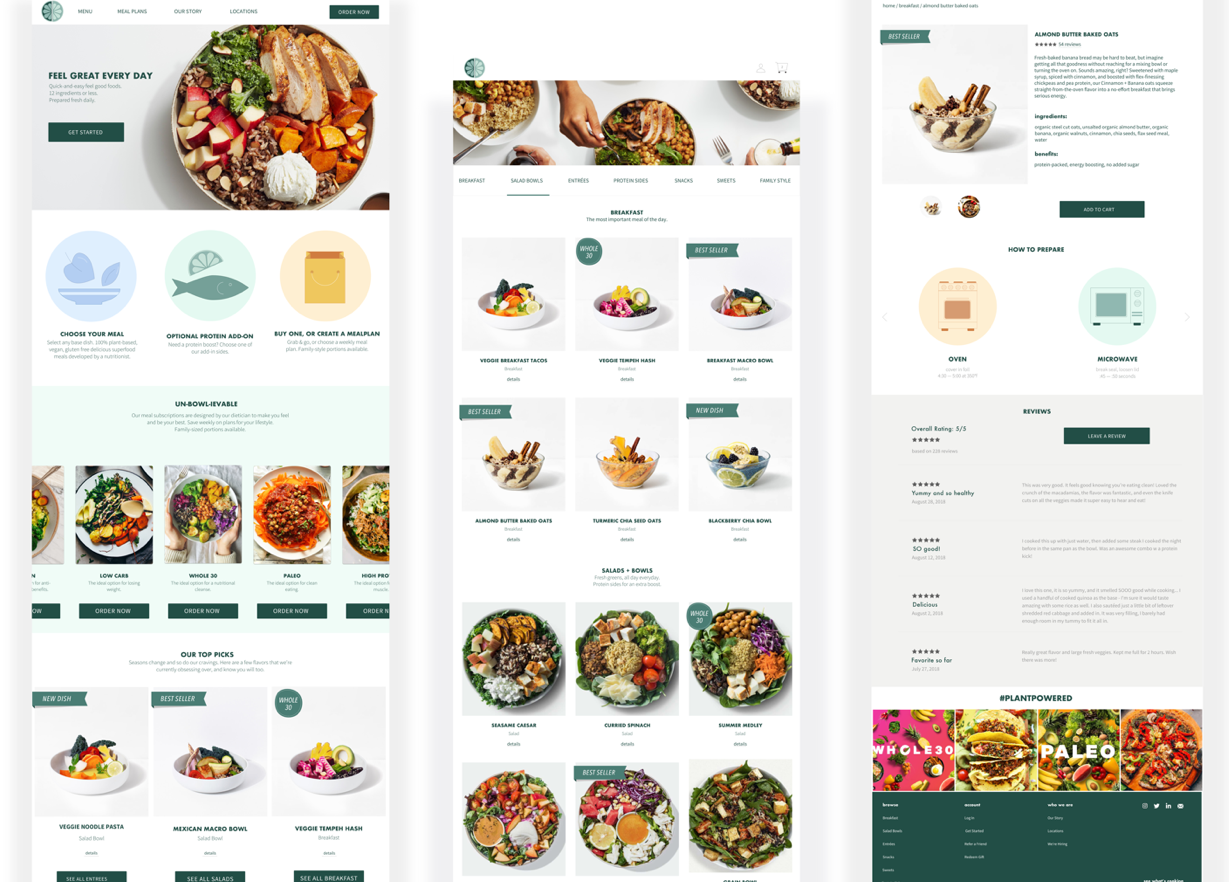 MENU
MEAL PLANS
OUR STORY
LOCATIONS
ORDER NOW
FEEL GREAT EVERY DAY
Quick and easy feel good foods.
12 ingredients or less.
Prepared fresh daily.
GET STARTED
CHOOSE YOUR MEAL
Select any base dish. 100% plant-based,
vegan, gluten free delicious superfood
meals developed by a nutritionist.
OPTIONAL PROTEIN ADD-ON
Need a protein boost? Choose one of
our add-in sides.
BUY ONE, OR CREATE A MEALPLAN
Grab & go, or choose a weekly meal
plan. Family-style portions available.
UN-BOWL-IEVABLE
Our meal subscriptions are designed by our dietician to make you feel
and be your best. Save weekly on plans for your lifestyle.
Family-sized portions available.
N
LOW CARB
The ideal option for losing
weight.
WHOLE 30
The ideal option for a nutritional
cleanse.
PALEO
The ideal option for clean
eating.
HIGH PRO
The ideal option fo
muscle.
OW
ORDER NOW
ORDER NOW
ORDER NOW
ORDER N
OUR TOP PICKS
Seasons change and so do our cravings. Here are a few flavors that we're
currently obsessing over, and know you will too.
NEW DISH
BEST SELLER
WHOLE
30
VEGGIE NOODLE PASTA
Salad Bowl
details
MEXICAN MACRO BOWL
Salad Bowl
details
VEGGIE TEMPEH HASH
Breakfast
details
SEE ALL ENTREES
SEE ALL SALADS
SEE ALL BREAKFAST
BREAKFAST
SALAD BOWLS
ENTRÉES
PROTEIN SIDES
SNACKS
SWEETS
FAMILY STYLE
BREAKFAST
The most important meal of the day.
WHOLE
30
BEST SELLER
VEGGIE BREAKFAST TACOS
Breakfast
details
VEGGIE TEMPEH HASH
Breakfast
details
BREAKFAST MACRO BOWL
Breakfast
details
BEST SELLER
NEW DISH
ALMOND BUTTER BAKED OATS
Breakfast
details
TURMERIC CHIA SEED OATS
Breakfast
details
BLACKBERRY CHIA BOWL
Breakfast
details
SALADS + BOWLS
Fresh greens, all day everyday.
Protein sides for an extra boost.
WHOLE
30
SEASAME CAESAR
Salad
details
CURRIED SPINACH
Salad
details
SUMMER MEDLEY
Salad
details
BEST SELLER
home / breakfast / almond butter baked oats
BEST SELLER
ALMOND BUTTER BAKED OATS
54 reviews
Fresh-baked banana bread may be hard to beat, but imagine
getting all that goodness without reaching for a mixing bowl or
turning the oven on. Sounds amazing, right? Sweetened with maple
syrup, spiced with cinnamon, and boosted with flex-finessing
chickpeas and pea protein, our Cinnamon + Banana oats squeeze
straight-from-the-oven flavor into a no-effort breakfast that brings
serious energy.
ingredients:
organic steel cut oats, unsalted organic almond butter, organic
banana, organic walnuts, cinnamon, chia seeds, flax seed meal,
water
benefits:
protein packed, energy boosting, no added sugar
ADD TO CART
HOW TO PREPARE
OVEN
MICROWAVE
REVIEWS
Overall Rating: 5/5
based on 329 reviews
LEAVE A REVIEW
Yummy and so healthy
This was very good. It feels good knowing you're eating clean! Loved the
crunch of the macadamias, the flavor was fantastic, and even the knife
cuts on all the veggies made it super easy to tear and eat!
SO good!
August 12, 2018
I cooked this up with just water, then added some steak I cooked the night
before in the same pan as the bowl. Was an awesome combo as a protein
kick!
Delicious
August 2, 2018
I love this one, it is so yummy, and it smelled SOOO good while cooking... I
used a handful of cooked quinoa as the base - I'm sure it would taste
amazing with some rice as well. I also sautéed just a little bit of leftover
shredded red cabbage and added in. It was very filling, I barely had
enough room in my tummy to fit it all in.
Favorite so far
July 27, 2018
Really great flavor and large fresh veggies. Kept me full for 2 hours. Wish
there was more!
#PLANTPOWERED
WHOLE30
PALEO
browse
Breakfast
Salad Bowls
Entrées
Snacks
Sweets
account
Log In
Get Started
Refer a Friend
Redeem Gift
who we are
Our Story
Locations
We're Hiring